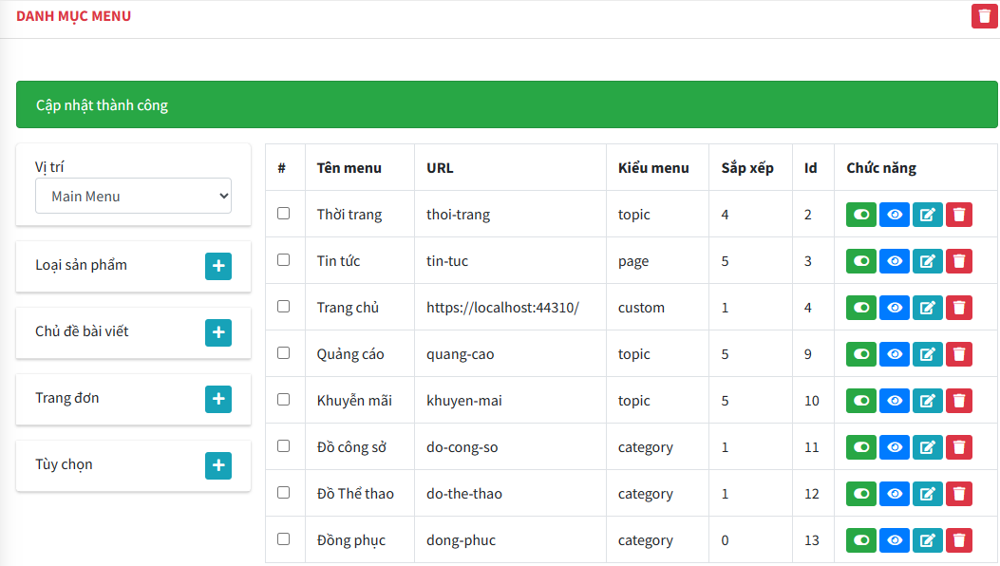 DANH MỤC MENU
Cập nhật thành công
Vị trí
Main Menu
Loại sản phẩm
Chủ đề bài viết
Trang đơn
Tùy chọn
# Tên menu URL Kiểu menu Sắp xếp Id Chức năng
Thời trang thoi-trang topic 4 2
Tin tức tin-tuc page 5 3
Trang chủ https://localhost:44310/ custom 1 4
Quảng cáo quang-cao topic 5 9
Khuyễn mãi khuyen-mai topic 5 10
Đồ công sở do-cong-so category 1 11
Đồ Thể thao do-the-thao category 1 12
Đồng phục dong-phuc category 0 13